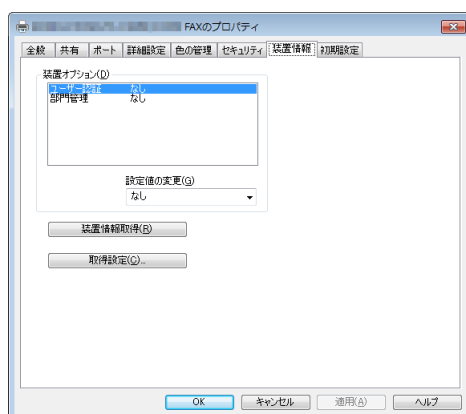 FAXのプロパティ
全般 共有 ポート 詳細設定 色の管理 セキュリティ 装置情報 初期設定
装置オプション(D)
ユーザー認証 なし
部門管理 なし
設定値の変更(G)
なし
装置情報取得(R)
取得設定(C)...
OK キャンセル 適用(A) ヘルプ